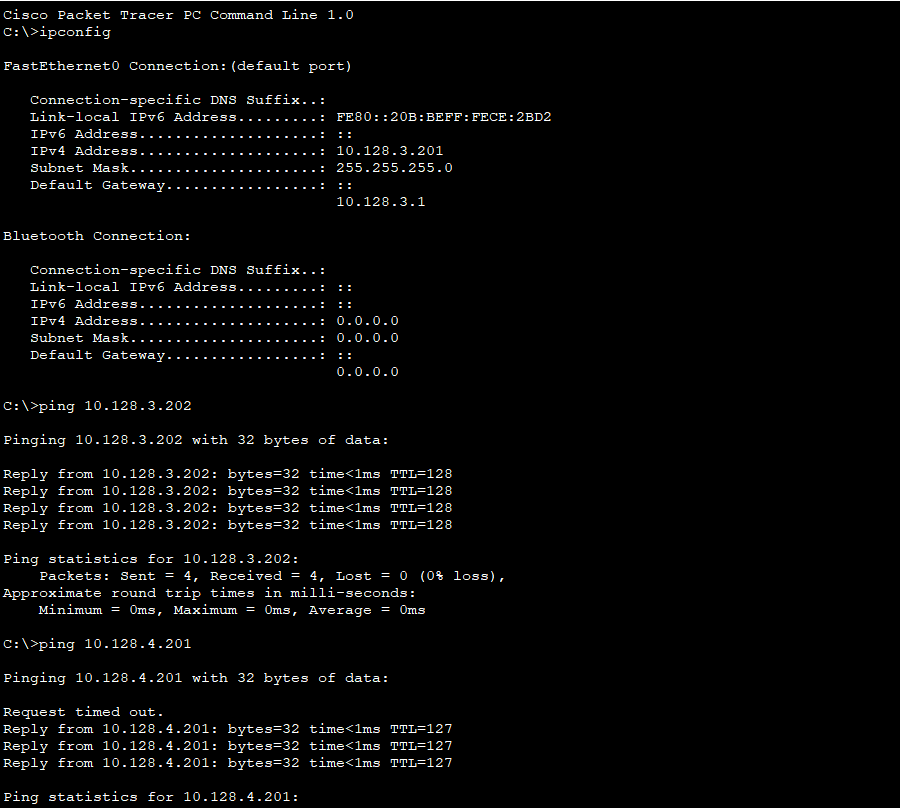 Cisco Packet Tracer PC Command Line 1.0
C:\>ipconfig
FastEthernet0 Connection:(default port)
Connection-specific DNS Suffix..:
Link-local IPv6 Address.........: FE80::20B:BEFF:FECE:2BD2
IPv6 Address....................: ::
IPv4 Address....................: 10.128.3.201
Subnet Mask.....................: 255.255.255.0
Default Gateway.................: ::
10.128.3.1
Bluetooth Connection:
Connection-specific DNS Suffix..:
Link-local IPv6 Address.........: ::
IPv6 Address....................: ::
IPv4 Address....................: 0.0.0.0
Subnet Mask.....................: 0.0.0.0
Default Gateway.................: ::
0.0.0.0
C:\>ping 10.128.3.202
Pinging 10.128.3.202 with 32 bytes of data:
Reply from 10.128.3.202: bytes=32 time<1ms TTL=128
Reply from 10.128.3.202: bytes=32 time<1ms TTL=128
Reply from 10.128.3.202: bytes=32 time<1ms TTL=128
Reply from 10.128.3.202: bytes=32 time<1ms TTL=128
Ping statistics for 10.128.3.202:
Packets: Sent = 4, Received = 4, Lost = 0 (0% loss),
Approximate round trip times in milli-seconds:
Minimum = 0ms, Maximum = 0ms, Average = 0ms
C:\>ping 10.128.4.201
Pinging 10.128.4.201 with 32 bytes of data:
Request timed out.
Reply from 10.128.4.201: bytes=32 time<1ms TTL=127
Reply from 10.128.4.201: bytes=32 time<1ms TTL=127
Reply from 10.128.4.201: bytes=32 time<1ms TTL=127
Ping statistics for 10.128.4.201: